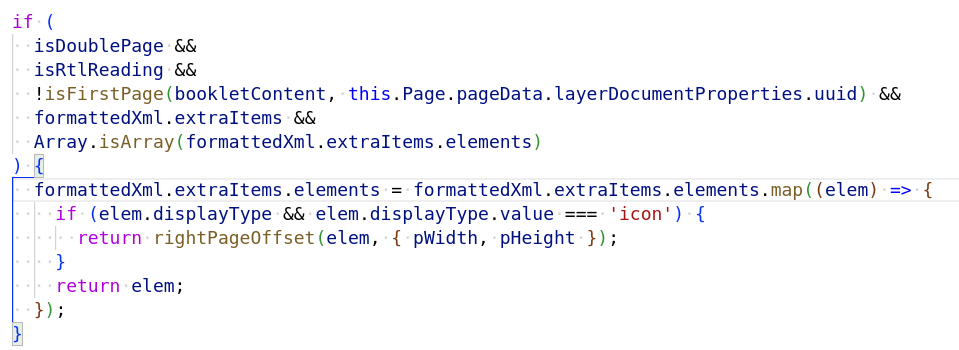 if (
  isDoublePage &&
  isRtlReading &&
  !isFirstPage(bookletContent, this.Page.pageData.layerDocumentProperties.uuid) &&
  formattedXml.extraItems &&
  Array.isArray(formattedXml.extraItems.elements)
) {
  formattedXml.extraItems.elements = formattedXml.extraItems.elements.map((elem) => {
    if (elem.displayType && elem.displayType.value === 'icon') {
      return rightPageOffset(elem, { pWidth, pHeight });
    }
    return elem;
  });
}